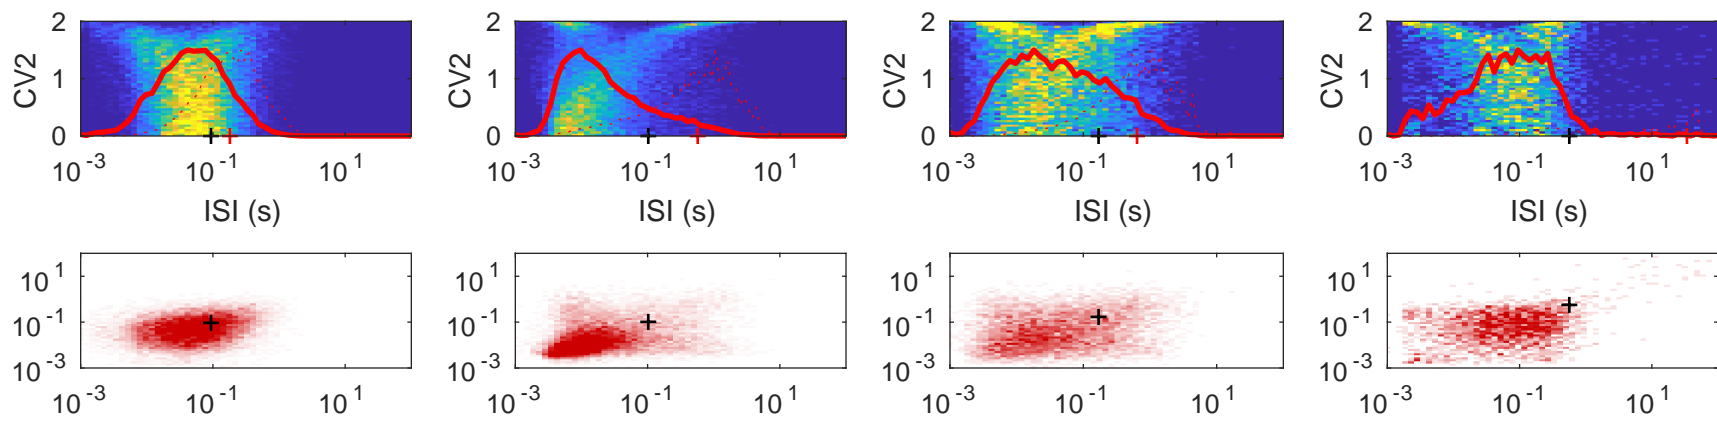 2 2 2 2
CV2 CV2 CV2 CV2
1 1 1 1
0 0 0 0
10^-3 10^-1 10^1 10^-3 10^-1 10^1 10^-3 10^-1 10^1 10^-3 10^-1 10^1
ISI (s) ISI (s) ISI (s) ISI (s)
10^1 10^1 10^1 10^1
10^-1 10^-1 10^-1 10^-1
10^-3 10^-3 10^-3 10^-3
10^-3 10^-1 10^1 10^-3 10^-1 10^1 10^-3 10^-1 10^1 10^-3 10^-1 10^1